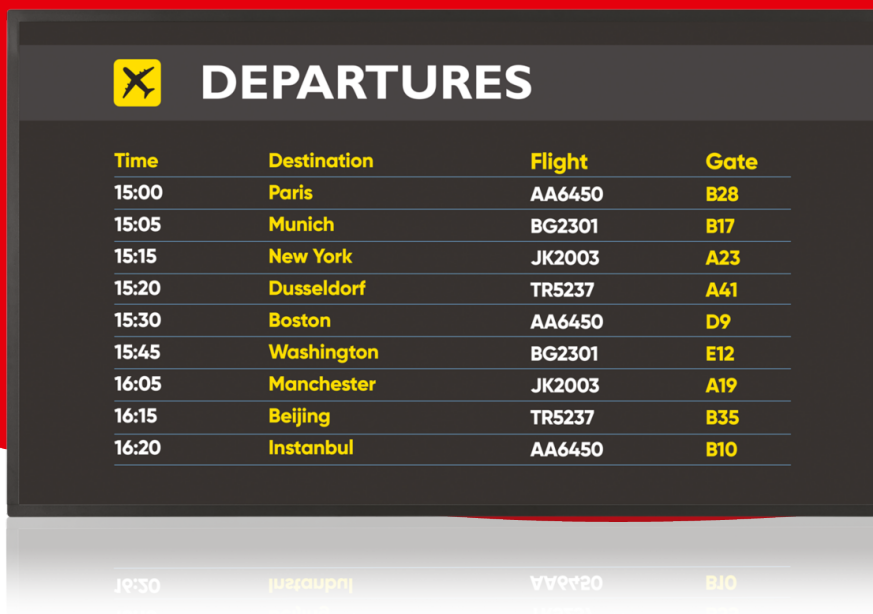 DEPARTURES
Time Destination Flight Gate
15:00 Paris AA6450 B28
15:05 Munich BG2301 B17
15:15 New York JK2003 A23
15:20 Dusseldorf TR5237 A41
15:30 Boston AA6450 D9
15:45 Washington BG2301 E12
16:05 Manchester JK2003 A19
16:15 Beijing TR5237 B35
16:20 Instanbul AA6450 B10